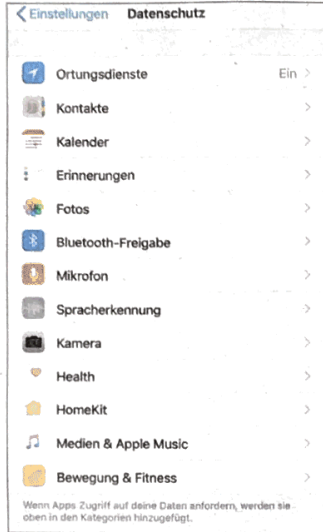 Einstellungen Datenschutz
Ortungsdienste Ein
Kontakte
Kalender
Erinnerungen
Fotos
Bluetooth-Freigabe
Mikrofon
Spracherkennung
Kamera
Health
HomeKit
Medien & Apple Music
Bewegung & Fitness
Wenn Apps Zugriff auf deine Daten anfordern, werden sie
oben in den Kategorien hinzugefügt.